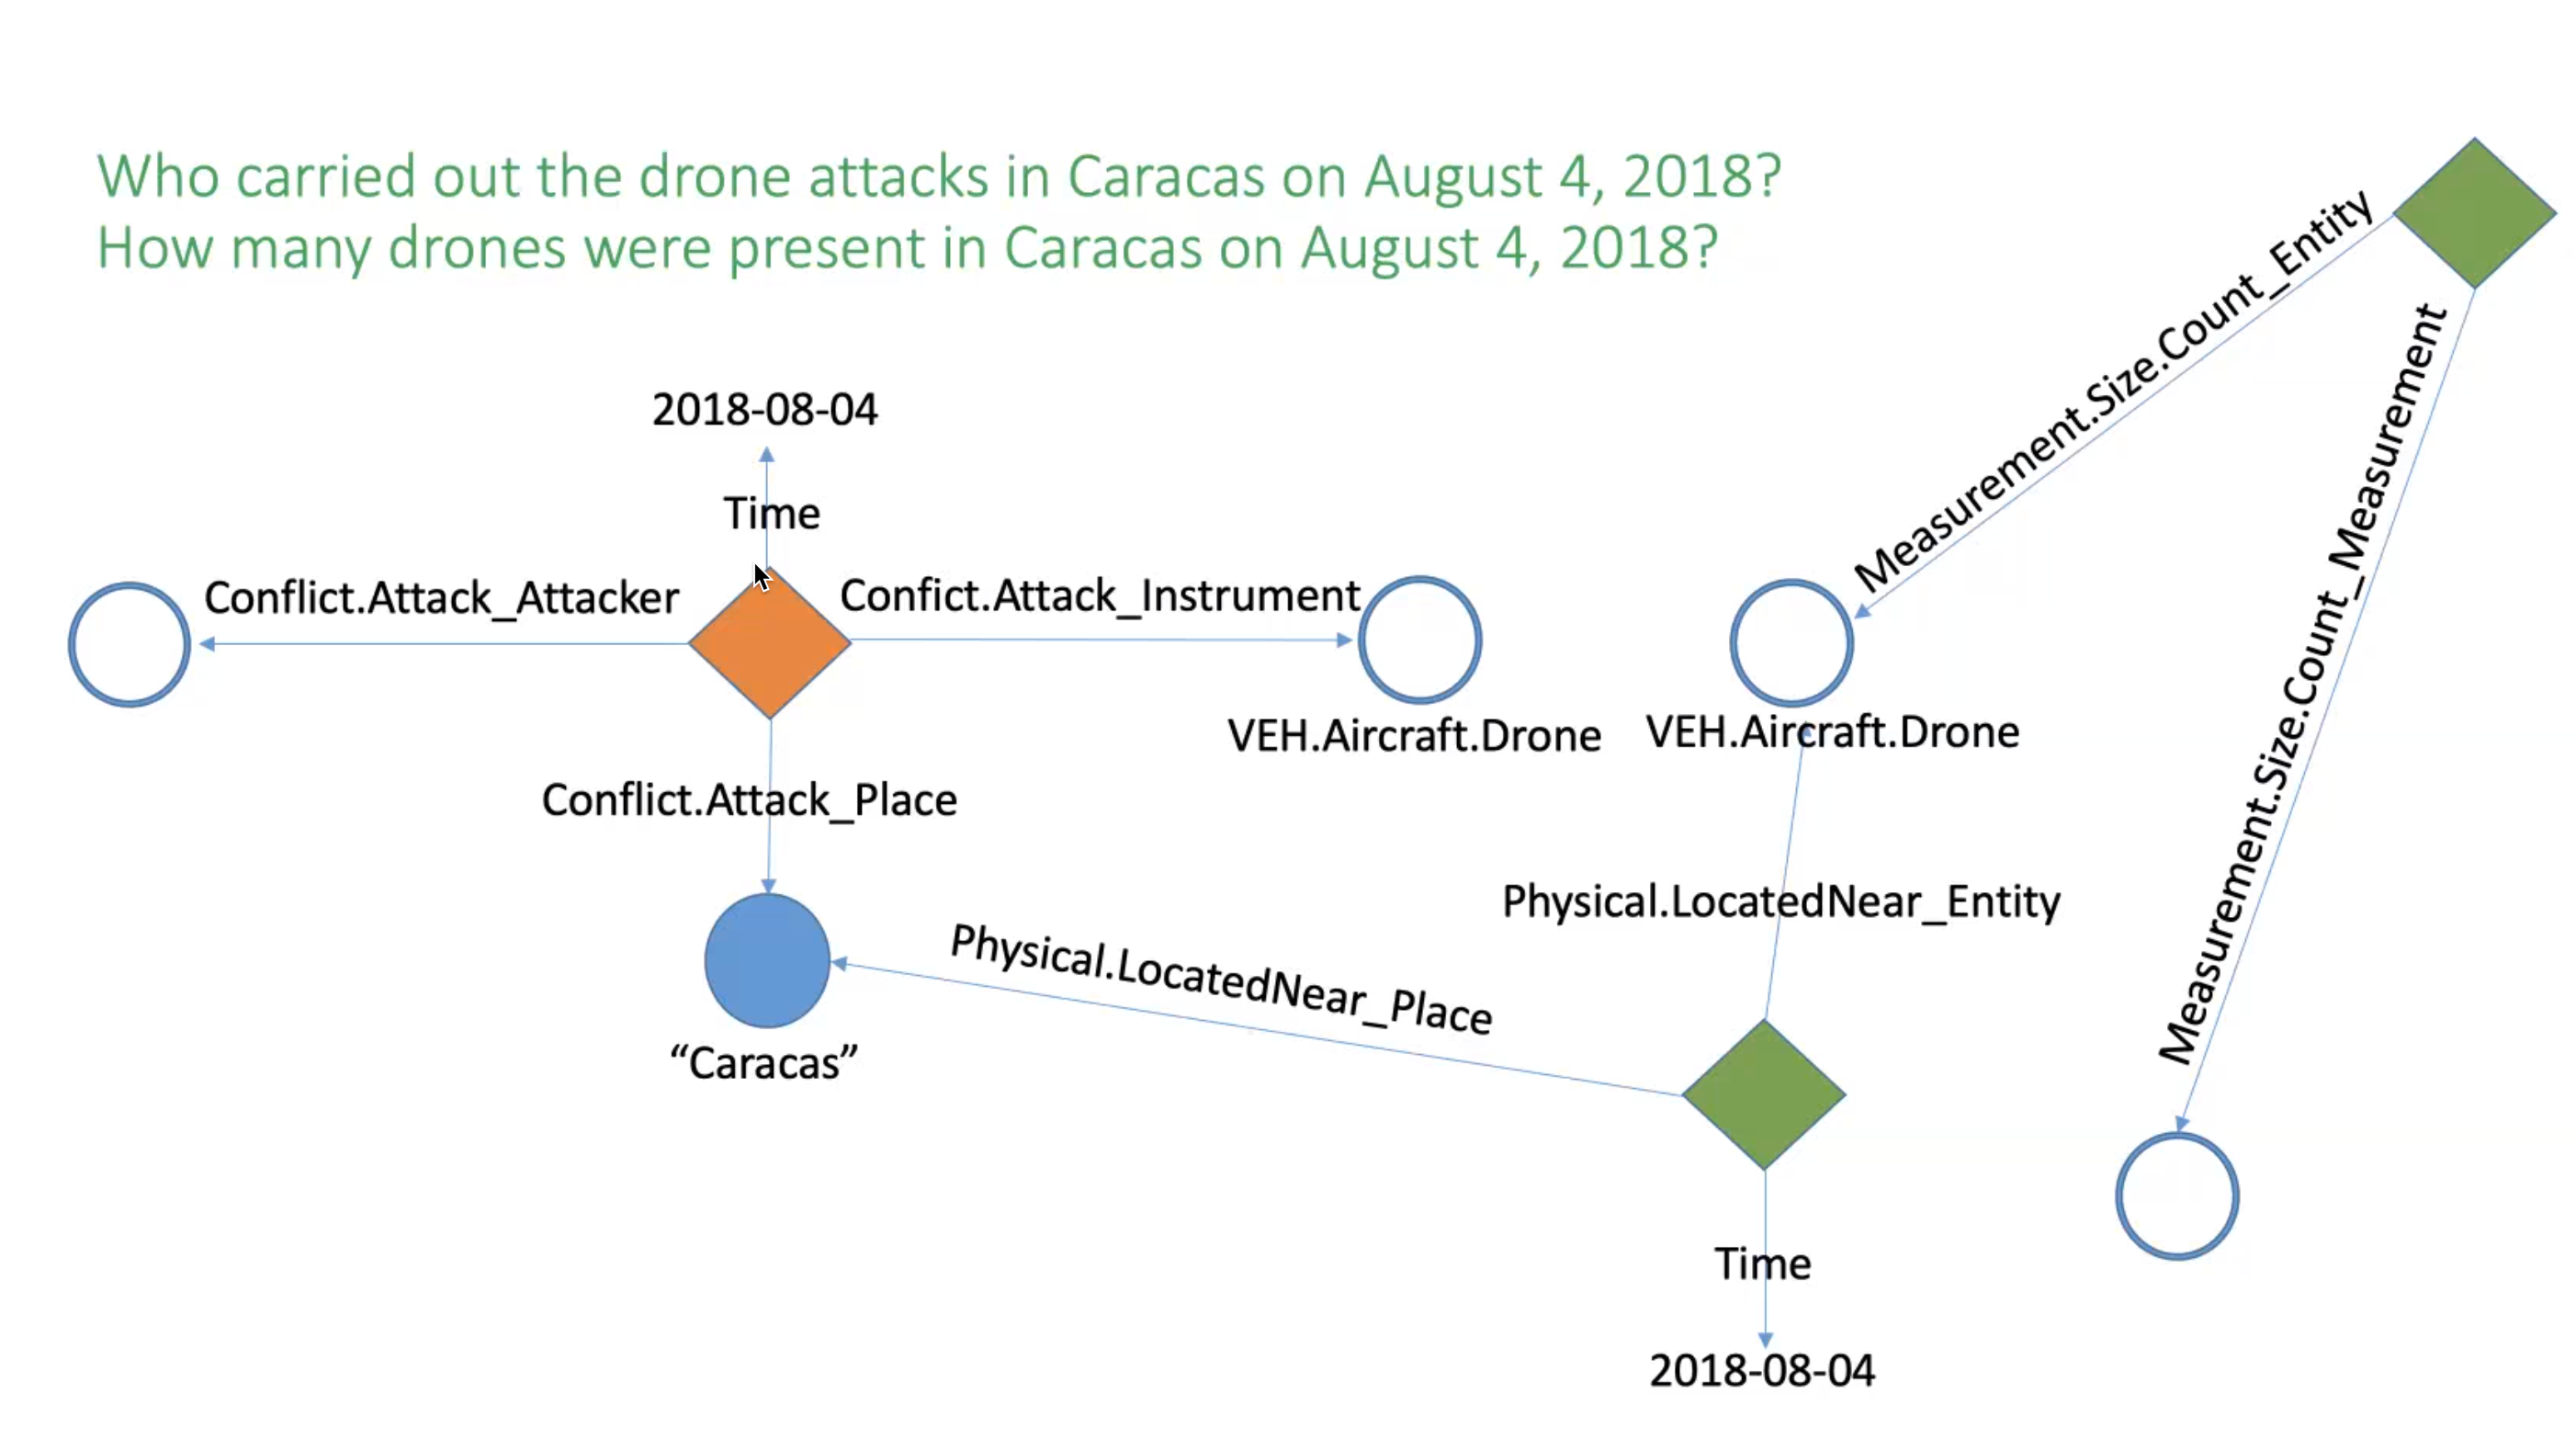 Who carried out the drone attacks in Caracas on August 4, 2018?
How many drones were present in Caracas on August 4, 2018?
Measurement.Size.Count_Entity
Measurement.Size.Count_Measurement
2018-08-04
Time
Conflict.Attack_Attacker
Confict.Attack_Instrument
VEH.Aircraft.Drone
VEH.Aircraft.Drone
Conflict.Attack_Place
Physical.LocatedNear_Entity
Physical.LocatedNear_Place
“Caracas”
Time
2018-08-04